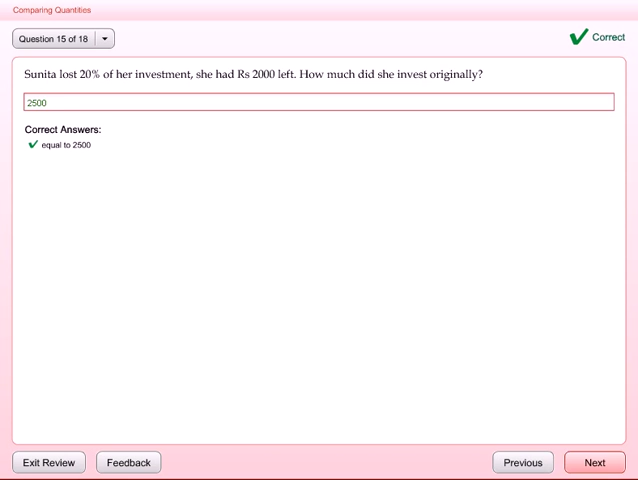 Comparing Quantities
Question 15 of 18
Correct
Sunita lost 20% of her investment, she had Rs 2000 left. How much did she invest originally?
2500
Correct Answers:
equal to 2500
Exit Review
Feedback
Previous
Next